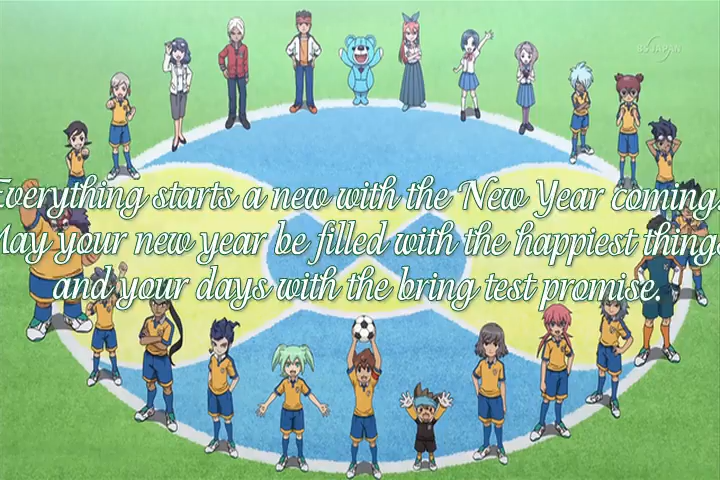 BS JAPAN
Everything starts a new with the New Year coming.
May your new year be filled with the happiest things
and your days with the bring test promise.